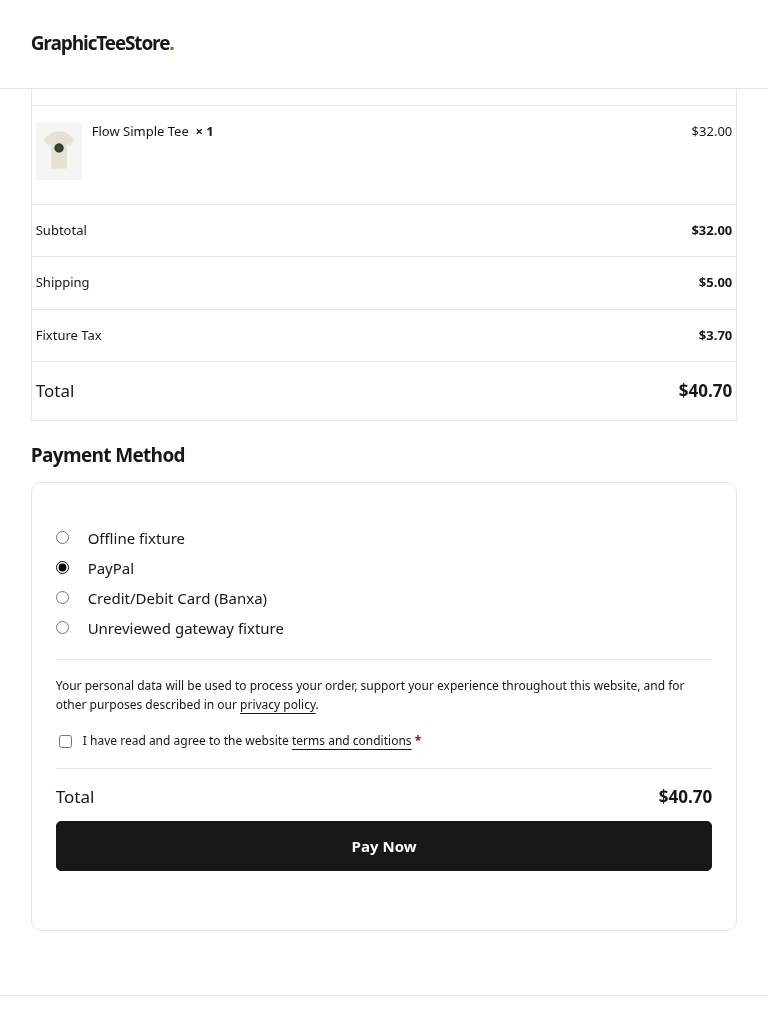 GraphicTeeStore.
Flow Simple Tee × 1 $32.00
Subtotal $32.00
Shipping $5.00
Fixture Tax $3.70
Total $40.70
Payment Method
Offline fixture
PayPal
Credit/Debit Card (Banxa)
Unreviewed gateway fixture
Your personal data will be used to process your order, support your experience throughout this website, and for
other purposes described in our privacy policy.
I have read and agree to the website terms and conditions *
Total $40.70
Pay Now